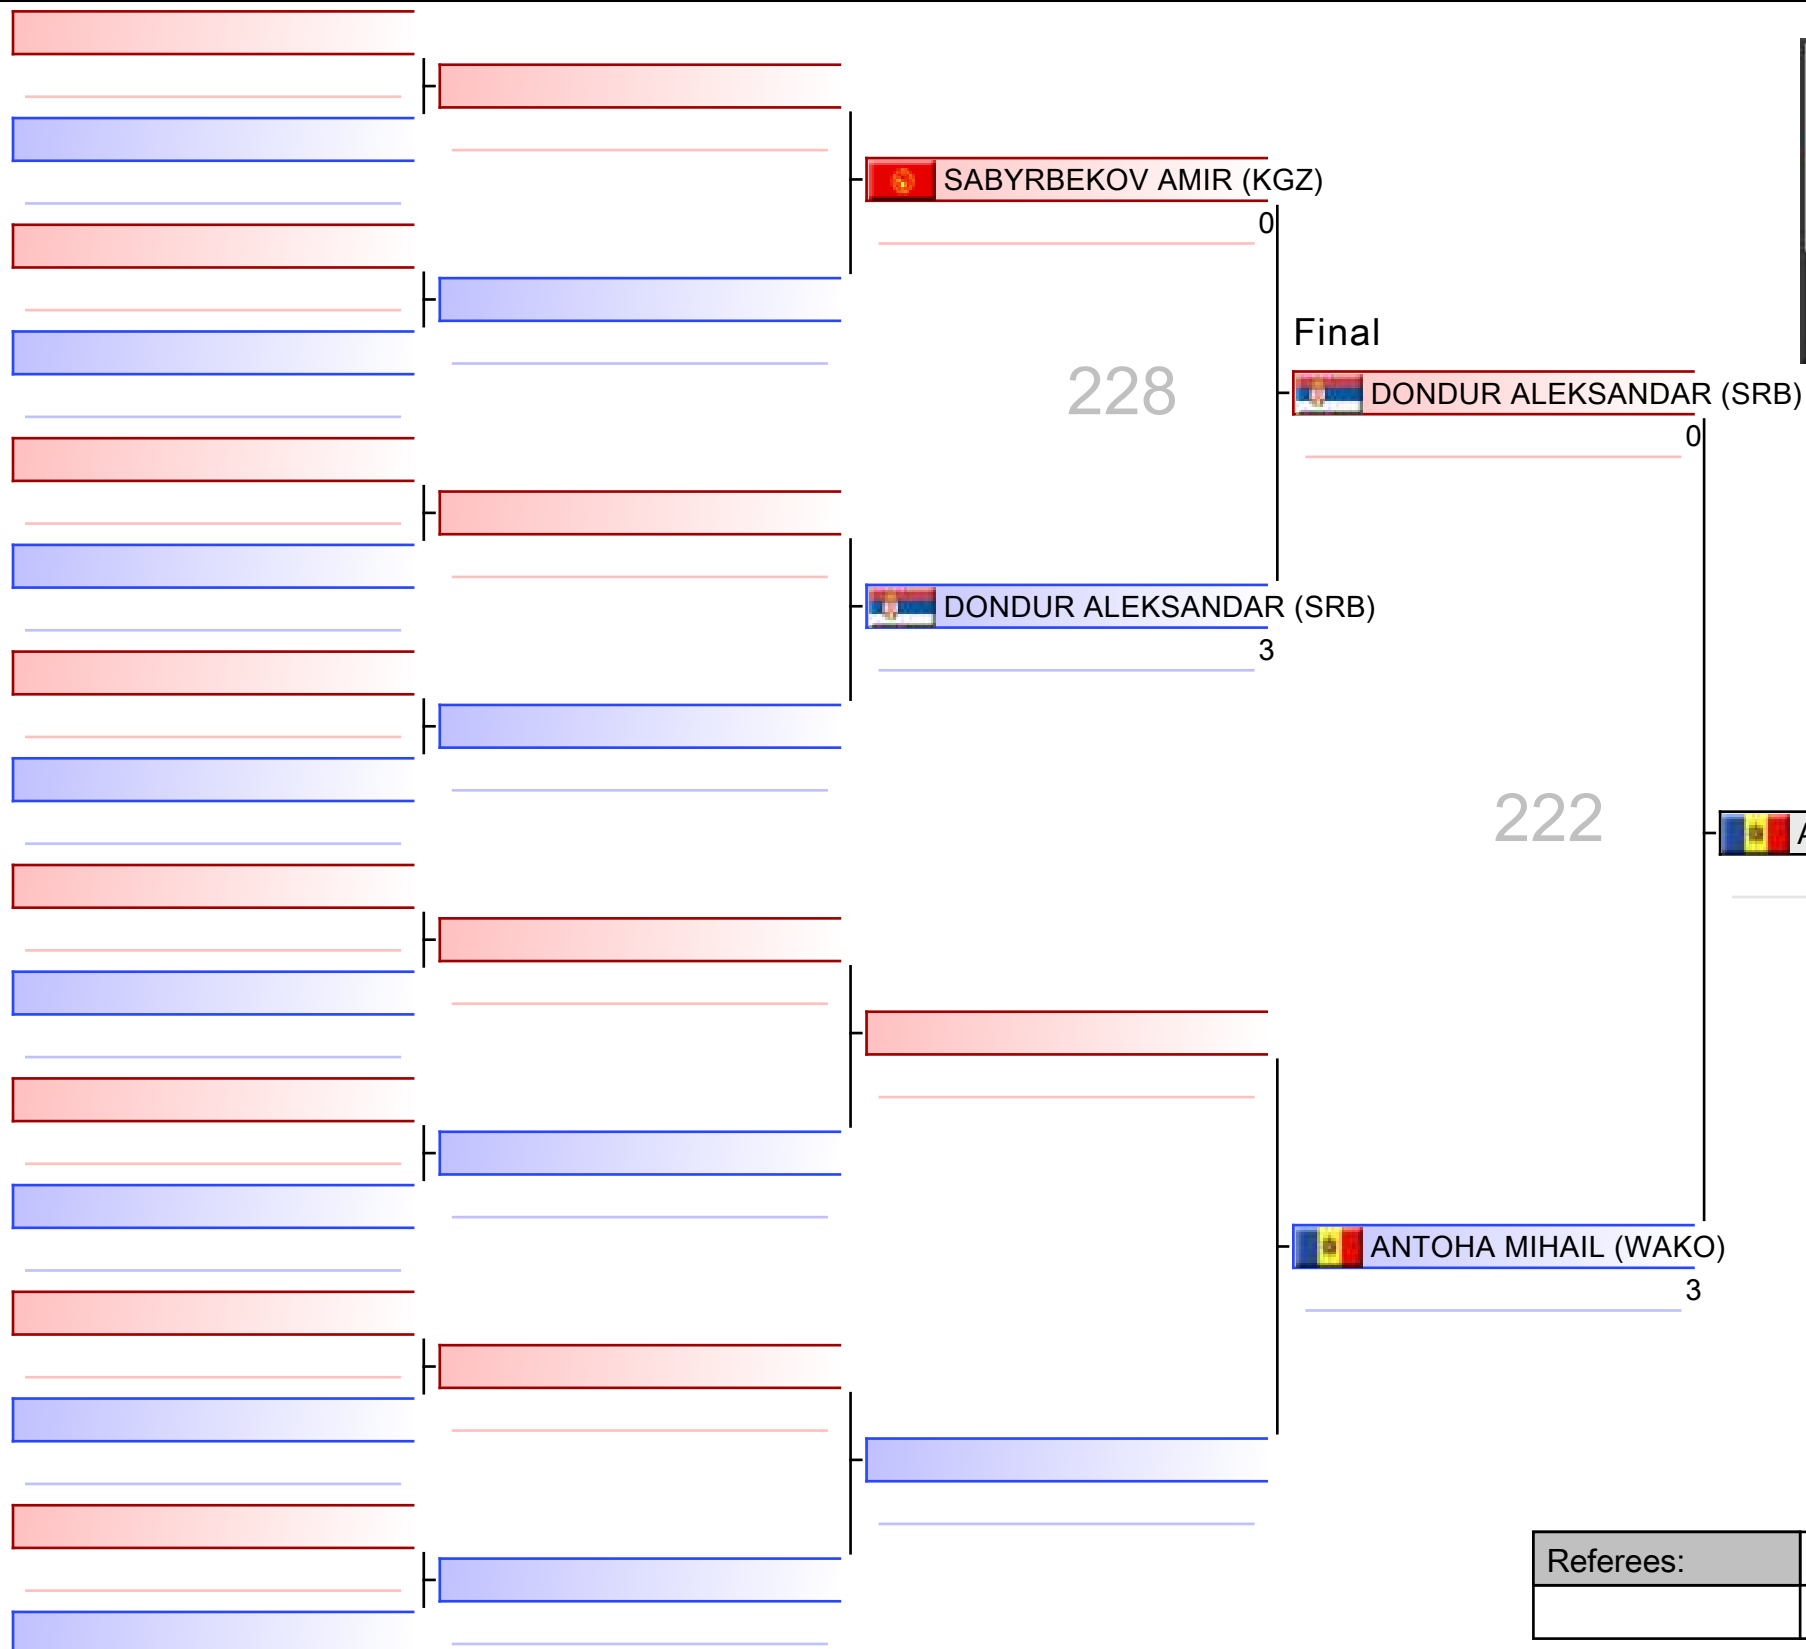 SABYRBEKOV AMIR (KGZ)
0
Final
228
DONDUR ALEKSANDAR (SRB)
0
DONDUR ALEKSANDAR (SRB)
3
222
ANTOHA MIHAIL (WAKO)
3
Referees: